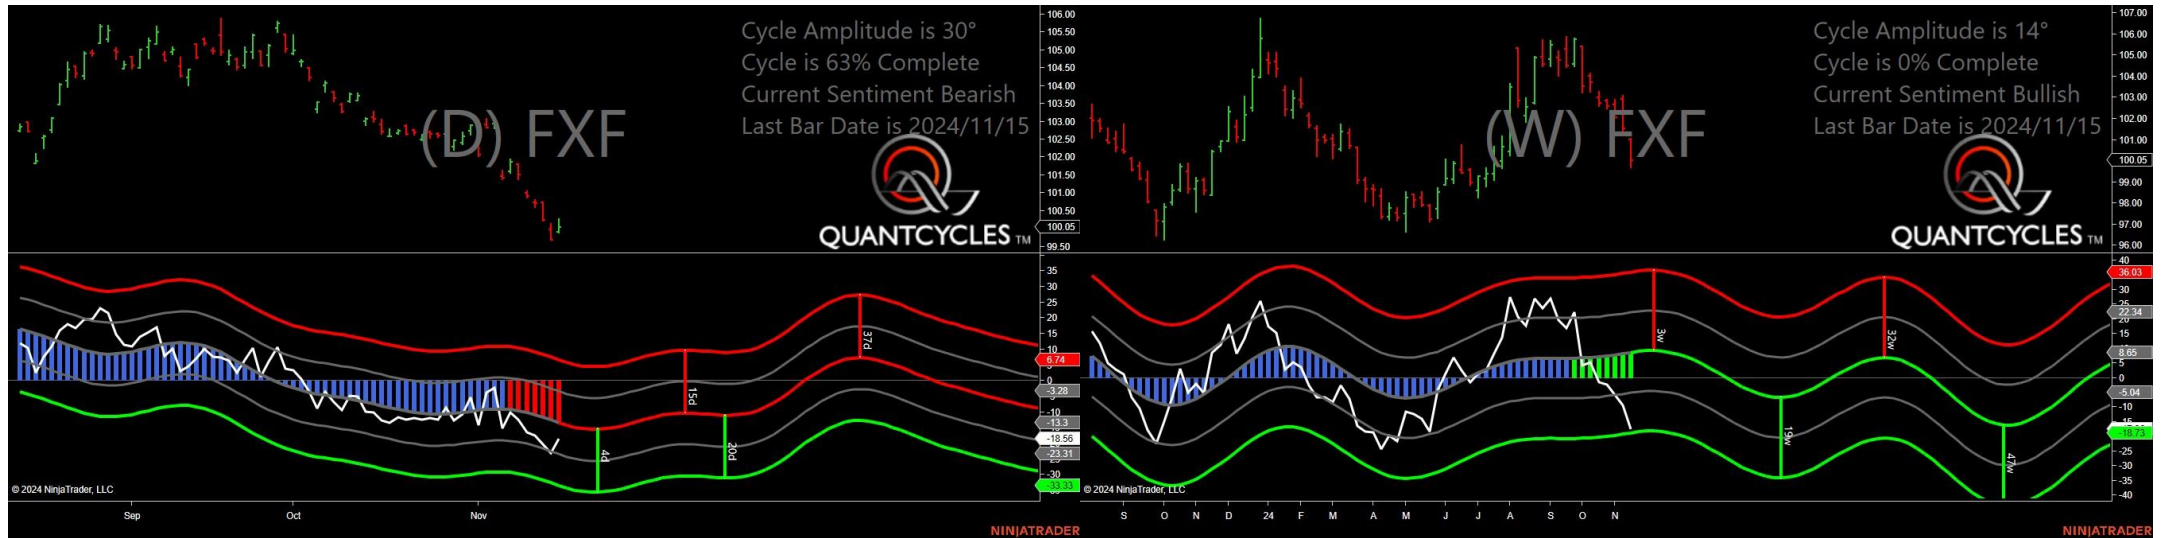 Cycle Amplitude is 30°
Cycle is 63% Complete
Current Sentiment Bearish
Last Bar Date is 2024/11/15
(D) FXF
QUANTCYCLES TM
106.00
105.50
105.00
104.50
104.00
103.50
103.00
102.50
102.00
101.50
101.00
100.50
100.05
99.50
35
30
25
20
15
10
6.74
5
0
-3.28
-10
-13.3
-18.56
-23.31
-30
-33.33
4d
15d
20d
37d
© 2024 NinjaTrader, LLC
Sep
Oct
Nov
NINJATRADER
Cycle Amplitude is 14°
Cycle is 0% Complete
Current Sentiment Bullish
Last Bar Date is 2024/11/15
(W) FXF
QUANTCYCLES TM
107.00
106.00
105.00
104.00
103.00
102.00
101.00
100.05
99.00
98.00
97.00
96.00
40
36.03
30
22.34
15
8.65
5
0
-5.04
-10
-18.73
-25
-30
-35
-40
3w
19w
32w
47w
© 2024 NinjaTrader, LLC
S
O
N
D
24
F
M
A
M
J
J
A
S
O
N
NINJATRADER